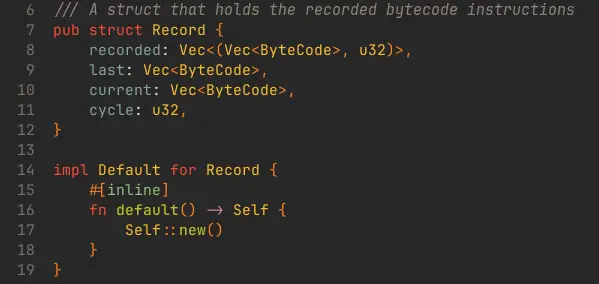 6 /// A struct that holds the recorded bytecode instructions
7 pub struct Record {
8     recorded: Vec<(Vec<ByteCode>, u32)>,
9     last: Vec<ByteCode>,
10     current: Vec<ByteCode>,
11     cycle: u32,
12 }
13
14 impl Default for Record {
15     #[inline]
16     fn default() -> Self {
17         Self::new()
18     }
19 }